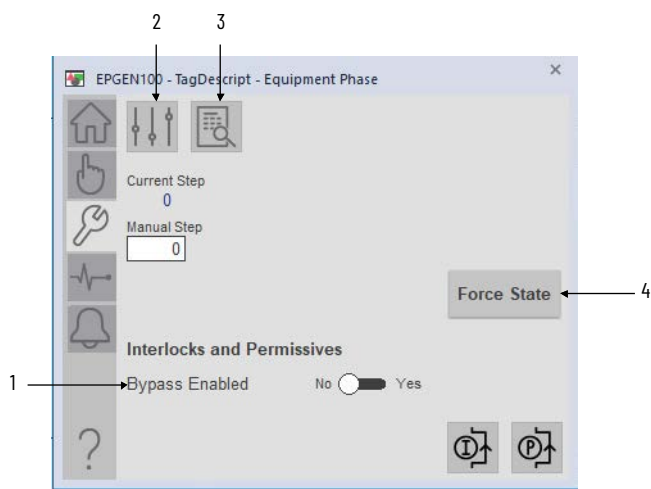 2 3
EPGEN100 - TagDescript - Equipment Phase
Current Step
0
Manual Step
0
Force State 4
Interlocks and Permissives
1 Bypass Enabled No Yes
? I P